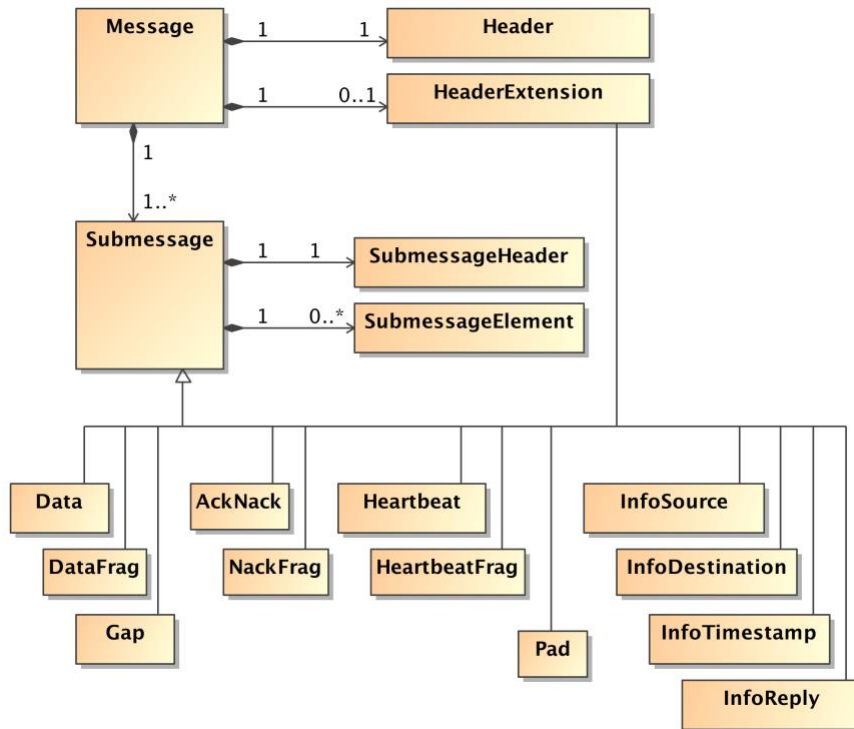 Message
1
1
Header
1
0..1
HeaderExtension
1
1..*
Submessage
1
1
SubmessageHeader
1
0..*
SubmessageElement
Data
AckNack
Heartbeat
InfoSource
DataFrag
NackFrag
HeartbeatFrag
InfoDestination
Gap
Pad
InfoTimestamp
InfoReply